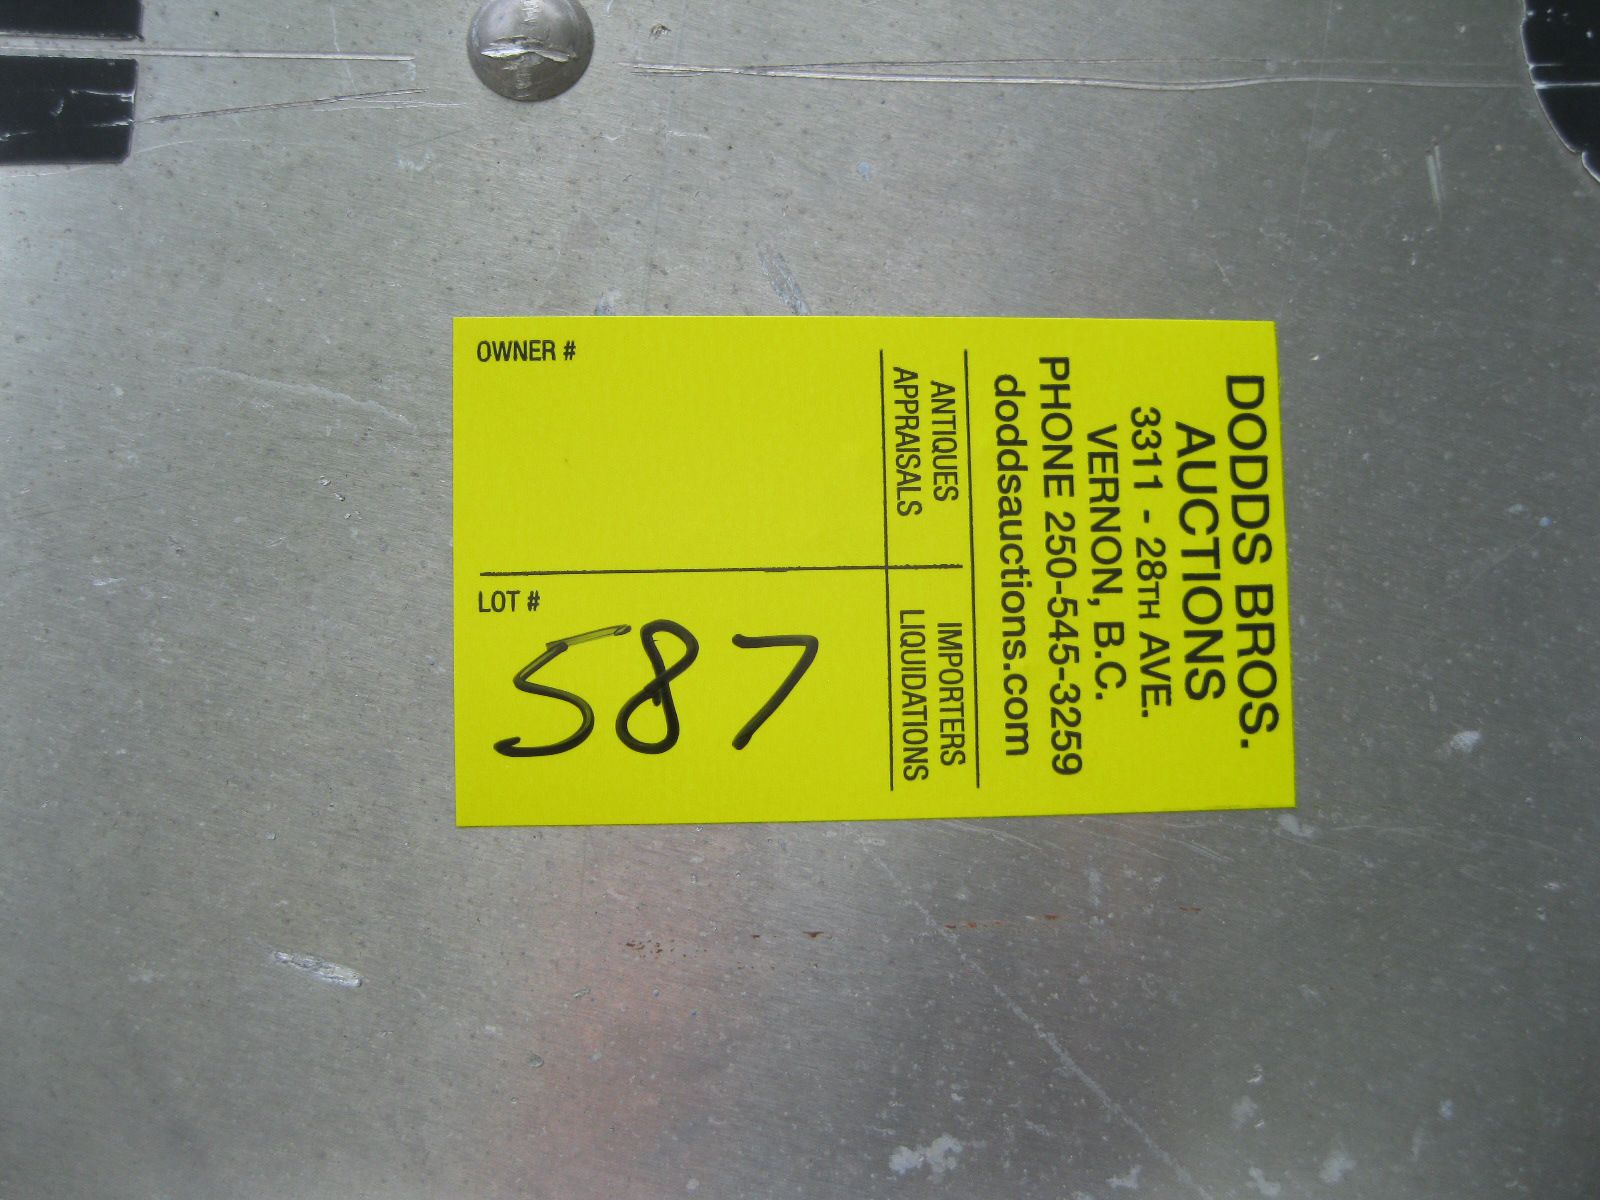 DODDS BROS.
AUCTIONS
3311 - 28TH AVE.
VERNON, B.C.
PHONE 250-545-3259
doddsauctions.com
ANTIQUES
APPRAISALS
IMPORTERS
LIQUIDATIONS
OWNER #
LOT #
587